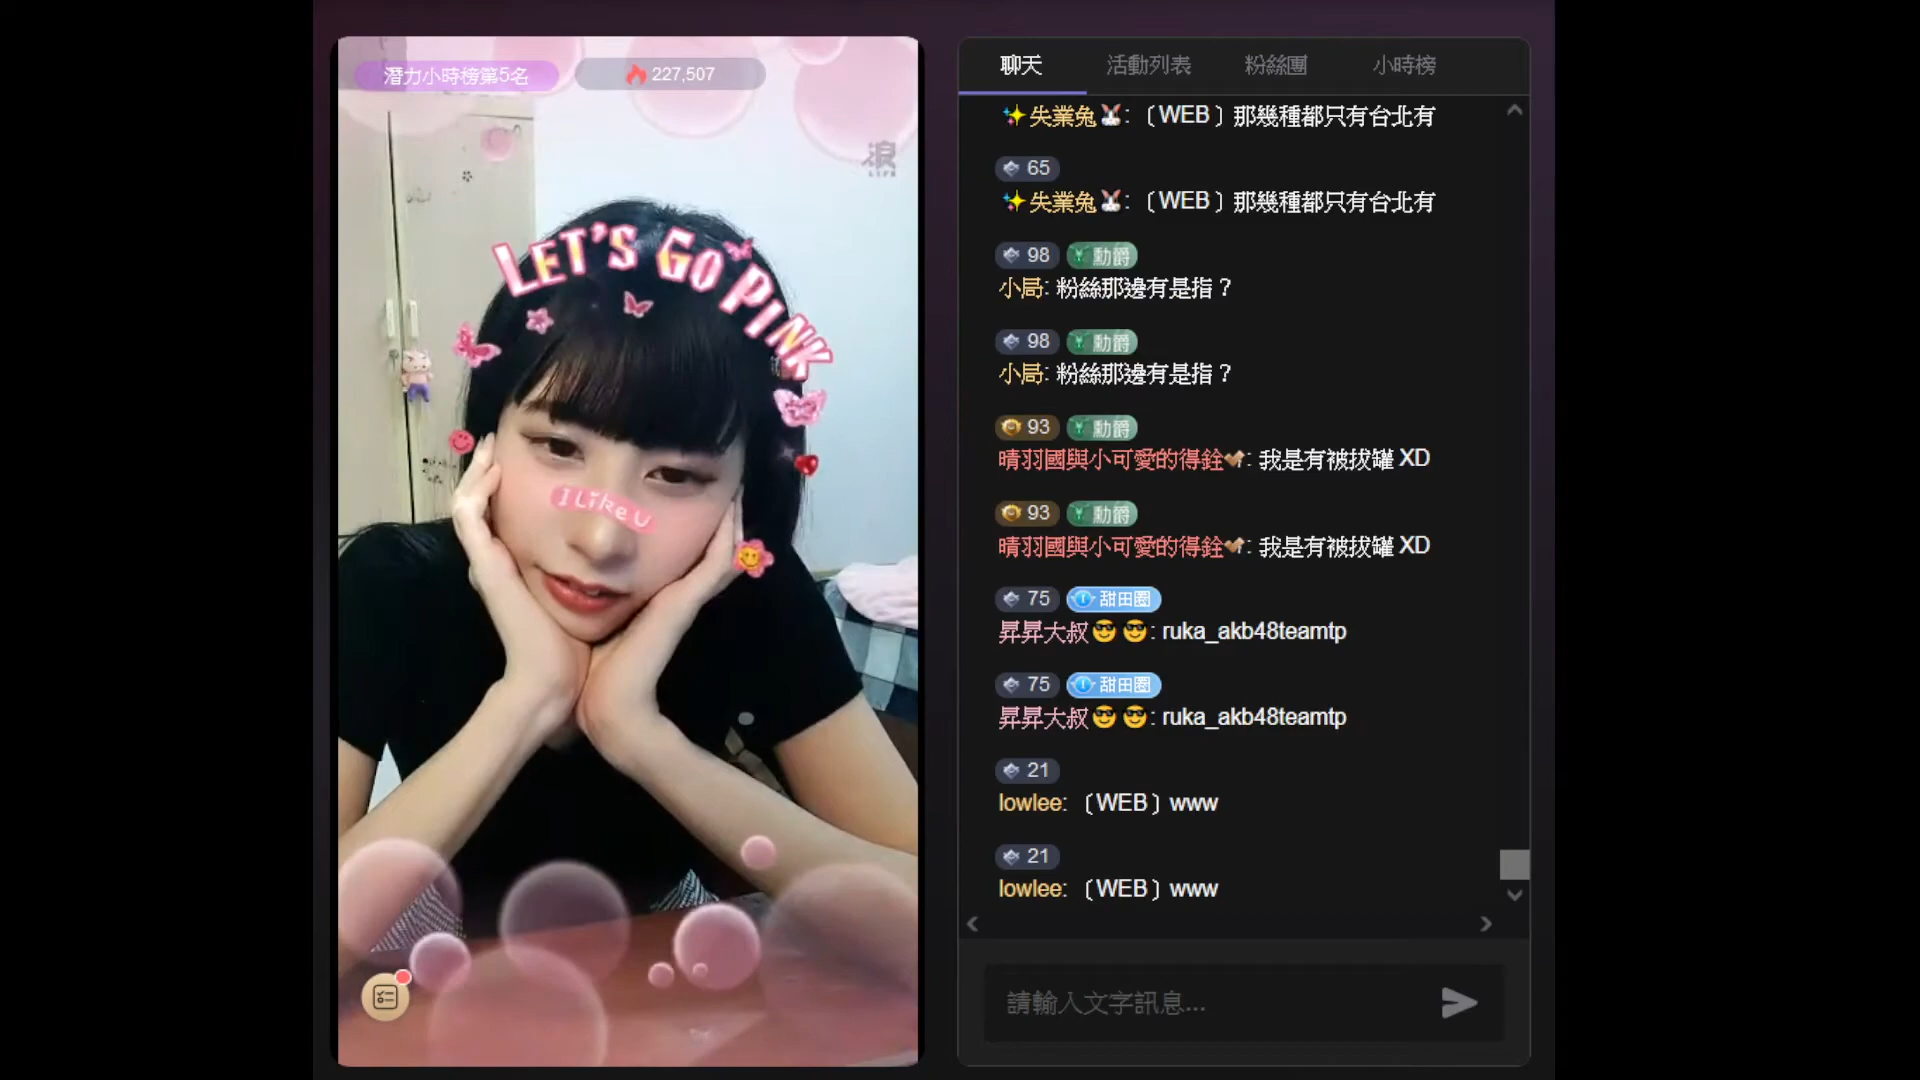 潛力小時榜第5名
227,507
浪
LIFE
LET'S GO PINK
I Like U
聊天
活動列表
粉絲團
小時榜
失業兔: 〔WEB〕那幾種都只有台北有
65
失業兔: 〔WEB〕那幾種都只有台北有
98 勳爵
小局: 粉絲那邊有是指？
98 勳爵
小局: 粉絲那邊有是指？
93 勳爵
晴羽國與小可愛的得銓: 我是有被拔罐 XD
93 勳爵
晴羽國與小可愛的得銓: 我是有被拔罐 XD
75 甜田圈
昇昇大叔: ruka_akb48teamtp
75 甜田圈
昇昇大叔: ruka_akb48teamtp
21
lowlee: 〔WEB〕www
21
lowlee: 〔WEB〕www
請輸入文字訊息...